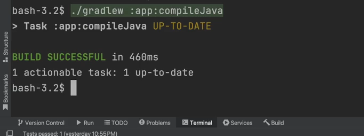 bash-3.2$ ./gradlew :app:compileJava
> Task :app:compileJava UP-TO-DATE
BUILD SUCCESSFUL in 460ms
1 actionable task: 1 up-to-date
bash-3.2$
Structure
Bookmarks
Version Control Run TODO Problems Terminal Services Build
Tests passed: 1 (yesterday 10:55 PM)